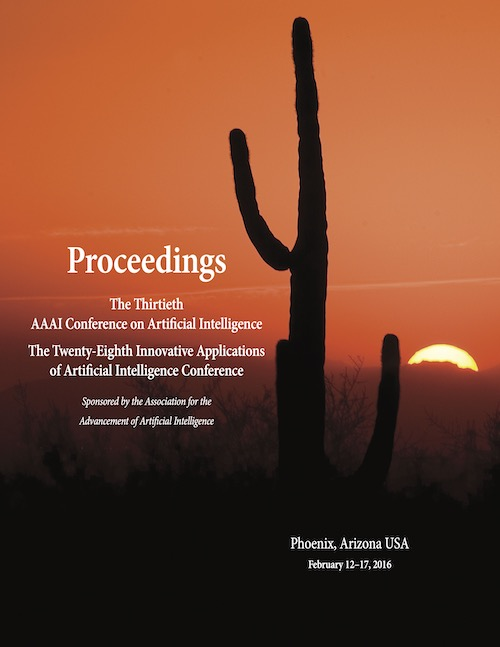 Proceedings
The Thirtieth
AAAI Conference on Artificial Intelligence
The Twenty-Eighth Innovative Applications
of Artificial Intelligence Conference
Sponsored by the Association for the
Advancement of Artificial Intelligence
Phoenix, Arizona USA
February 12–17, 2016